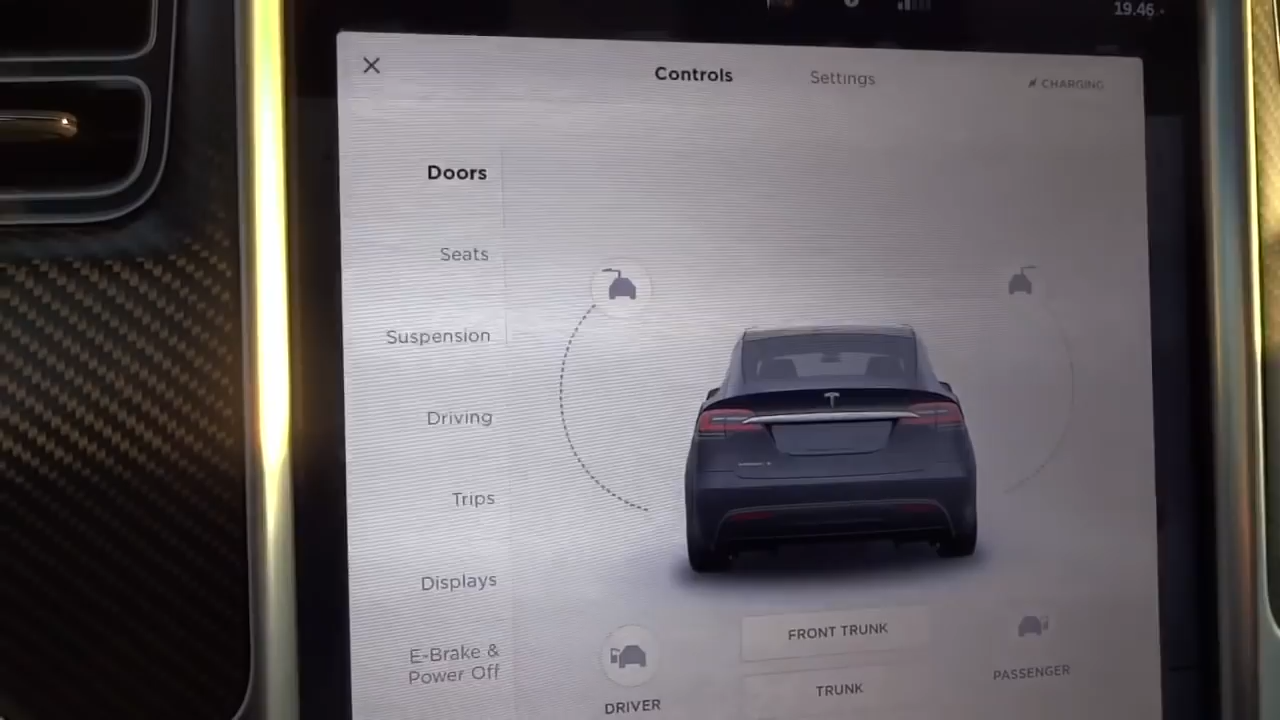 19.46
Controls
Settings
CHARGING
Doors
Seats
Suspension
Driving
Trips
Displays
E-Brake &
Power Off
FRONT TRUNK
TRUNK
DRIVER
PASSENGER